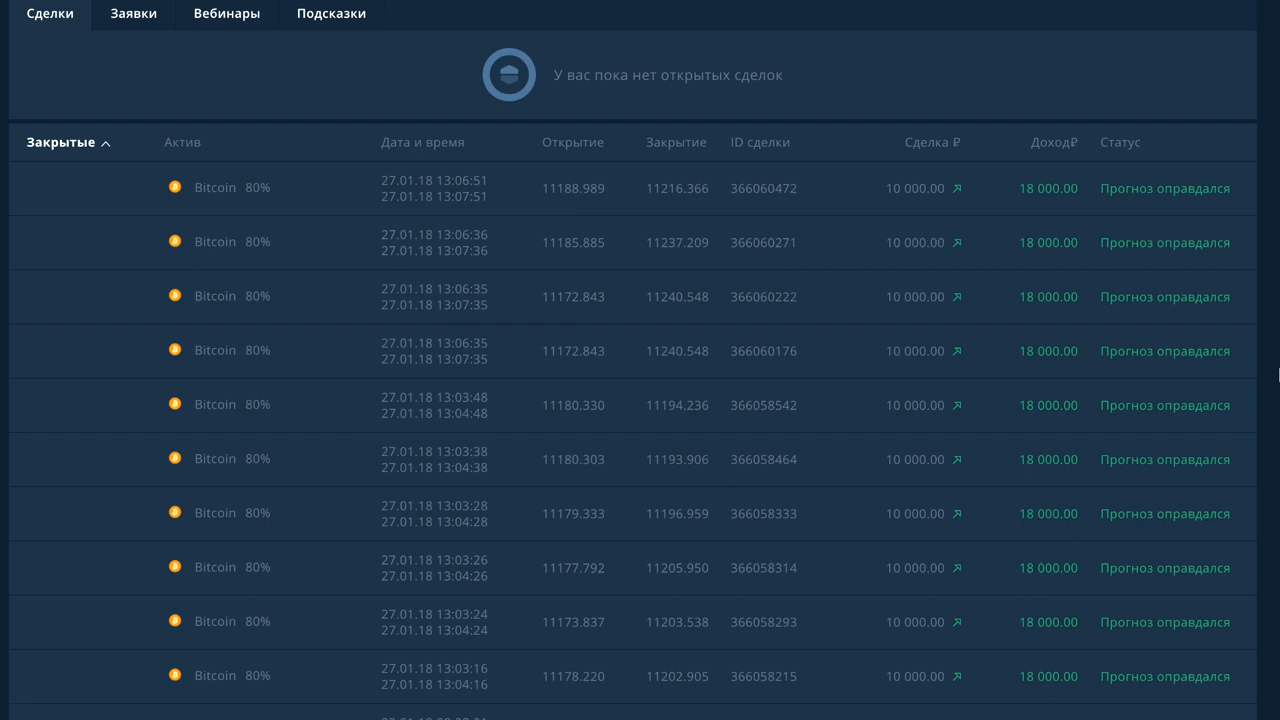 Сделки Заявки Вебинары Подсказки
У вас пока нет открытых сделок
Закрытые Актив Дата и время Открытие Закрытие ID сделки Сделка ₽ Доход₽ Статус
27.01.18 13:06:51
Bitcoin 80% 11188.989 11216.366 366060472 10 000.00 18 000.00 Прогноз оправдался
27.01.18 13:07:51
27.01.18 13:06:36
Bitcoin 80% 11185.885 11237.209 366060271 10 000.00 18 000.00 Прогноз оправдался
27.01.18 13:07:36
27.01.18 13:06:35
Bitcoin 80% 11172.843 11240.548 366060222 10 000.00 18 000.00 Прогноз оправдался
27.01.18 13:07:35
27.01.18 13:06:35
Bitcoin 80% 11172.843 11240.548 366060176 10 000.00 18 000.00 Прогноз оправдался
27.01.18 13:07:35
27.01.18 13:03:48
Bitcoin 80% 11180.330 11194.236 366058542 10 000.00 18 000.00 Прогноз оправдался
27.01.18 13:04:48
27.01.18 13:03:38
Bitcoin 80% 11180.303 11193.906 366058464 10 000.00 18 000.00 Прогноз оправдался
27.01.18 13:04:38
27.01.18 13:03:28
Bitcoin 80% 11179.333 11196.959 366058333 10 000.00 18 000.00 Прогноз оправдался
27.01.18 13:04:28
27.01.18 13:03:26
Bitcoin 80% 11177.792 11205.950 366058314 10 000.00 18 000.00 Прогноз оправдался
27.01.18 13:04:26
27.01.18 13:03:24
Bitcoin 80% 11173.837 11203.538 366058293 10 000.00 18 000.00 Прогноз оправдался
27.01.18 13:04:24
27.01.18 13:03:16
Bitcoin 80% 11178.220 11202.905 366058215 10 000.00 18 000.00 Прогноз оправдался
27.01.18 13:04:16